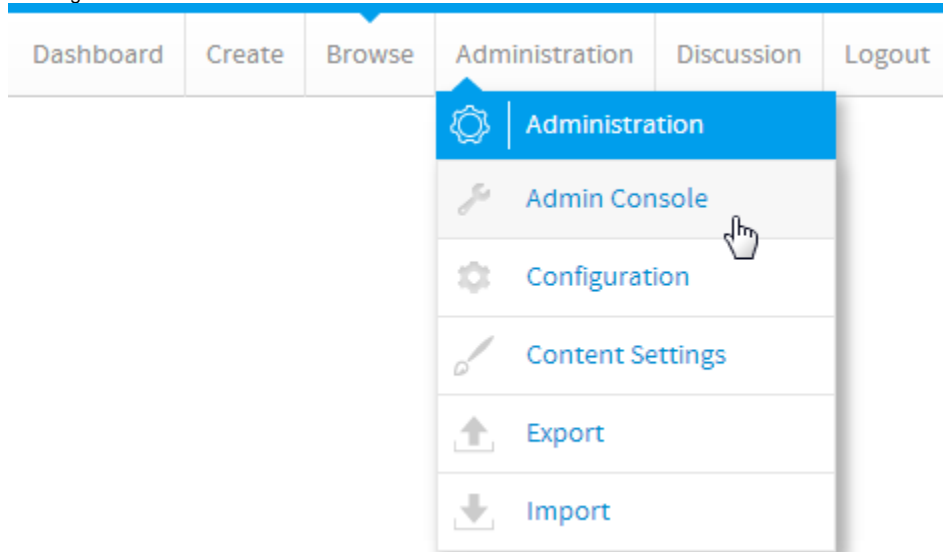 Dashboard Create Browse Administration Discussion Logout
Administration
Admin Console
Configuration
Content Settings
Export
Import